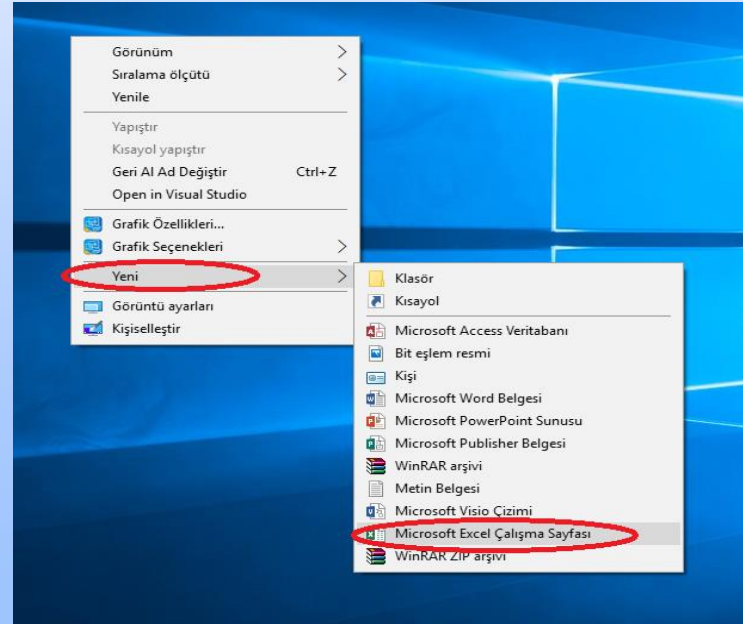 Görünüm
Sıralama ölçütü
Yenile
Yapıştır
Kısayol yapıştır
Geri Al Ad Değiştir Ctrl+Z
Open in Visual Studio
Grafik Özellikleri...
Grafik Seçenekleri
Yeni
Görüntü ayarları
Kişiselleştir
Klasör
Kısayol
Microsoft Access Veritabanı
Bit eşlem resmi
Kişi
Microsoft Word Belgesi
Microsoft PowerPoint Sunusu
Microsoft Publisher Belgesi
WinRAR arşivi
Metin Belgesi
Microsoft Visio Çizimi
Microsoft Excel Çalışma Sayfası
WinRAR ZIP arşivi